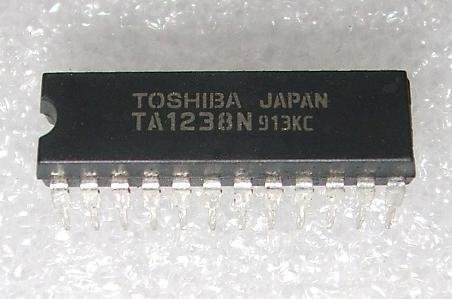 TOSHIBA JAPAN
TA1238N 913KC